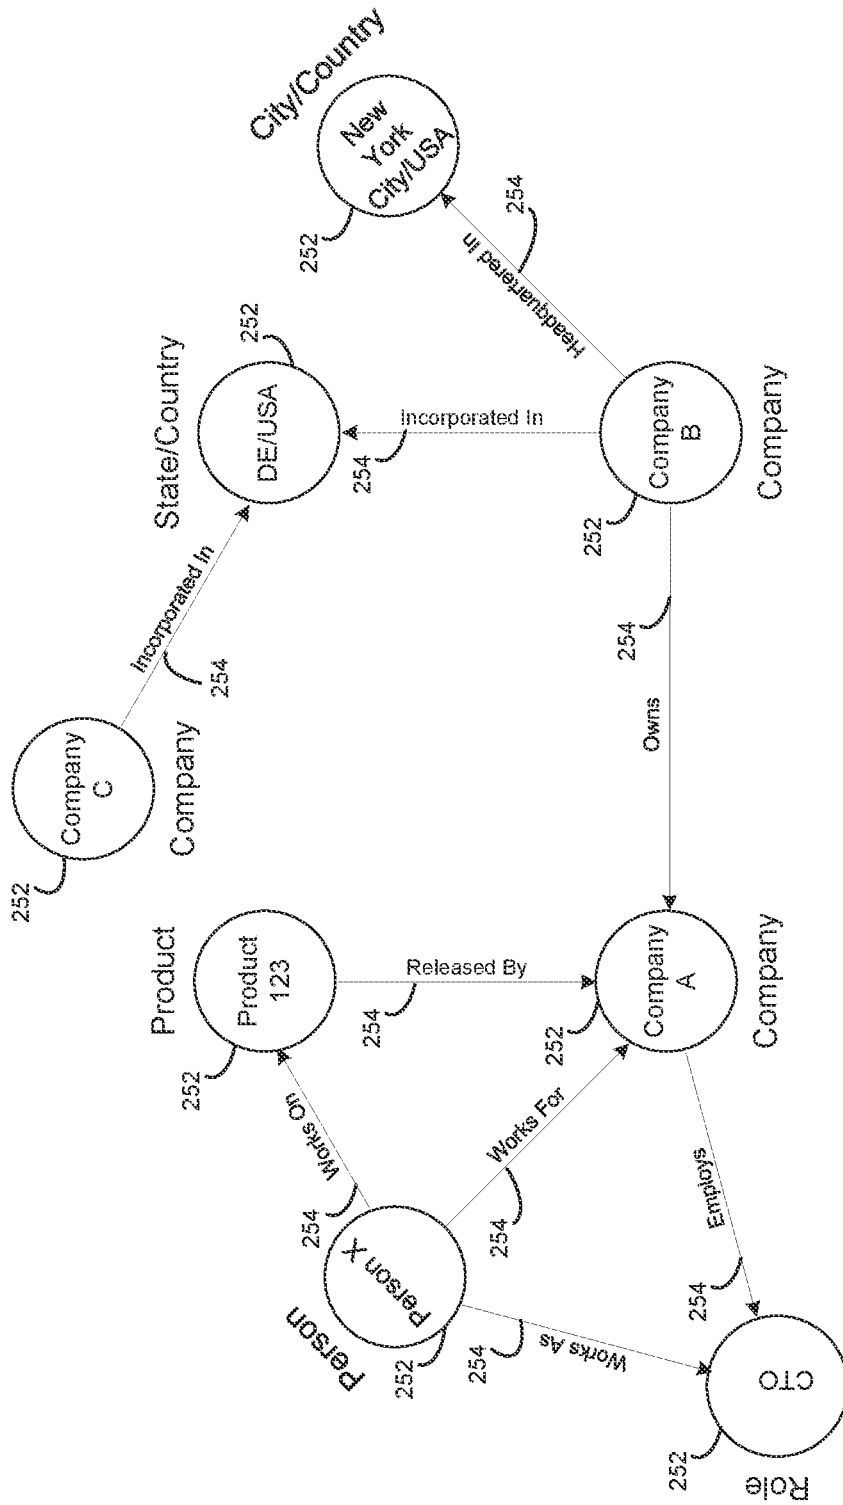 City/Country
New
York
City/USA
252
254
Headquartered In
State/Country
DE/USA
252
Incorporated In
254
Company
B
252
Company
Incorporated In
254
Company
C
252
Company
254
Owns
Product
Product
123
252
Released By
254
Company
A
252
Company
Works On
254
Works For
254
Person
Person X
252
Works As
254
Employs
254
CTO
252
Role